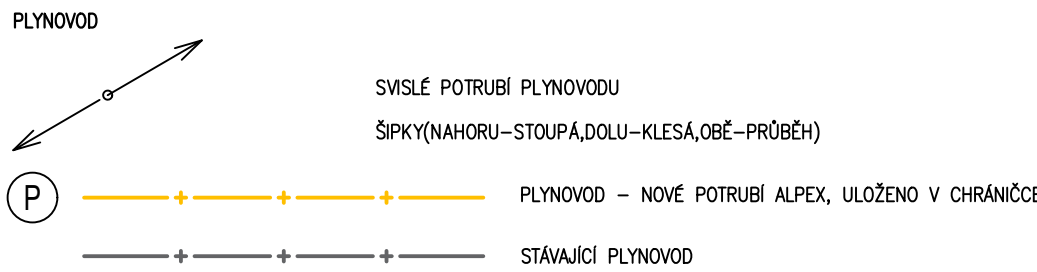 PLYNOVOD
SVISLÉ POTRUBÍ PLYNOVODU
ŠIPKY(NAHORU-STOUPÁ,DOLU-KLESÁ,OBĚ-PRŮBĚH)
P
PLYNOVOD - NOVÉ POTRUBÍ ALPEX, ULOŽENO V CHRÁNIČCE
STÁVAJÍCÍ PLYNOVOD